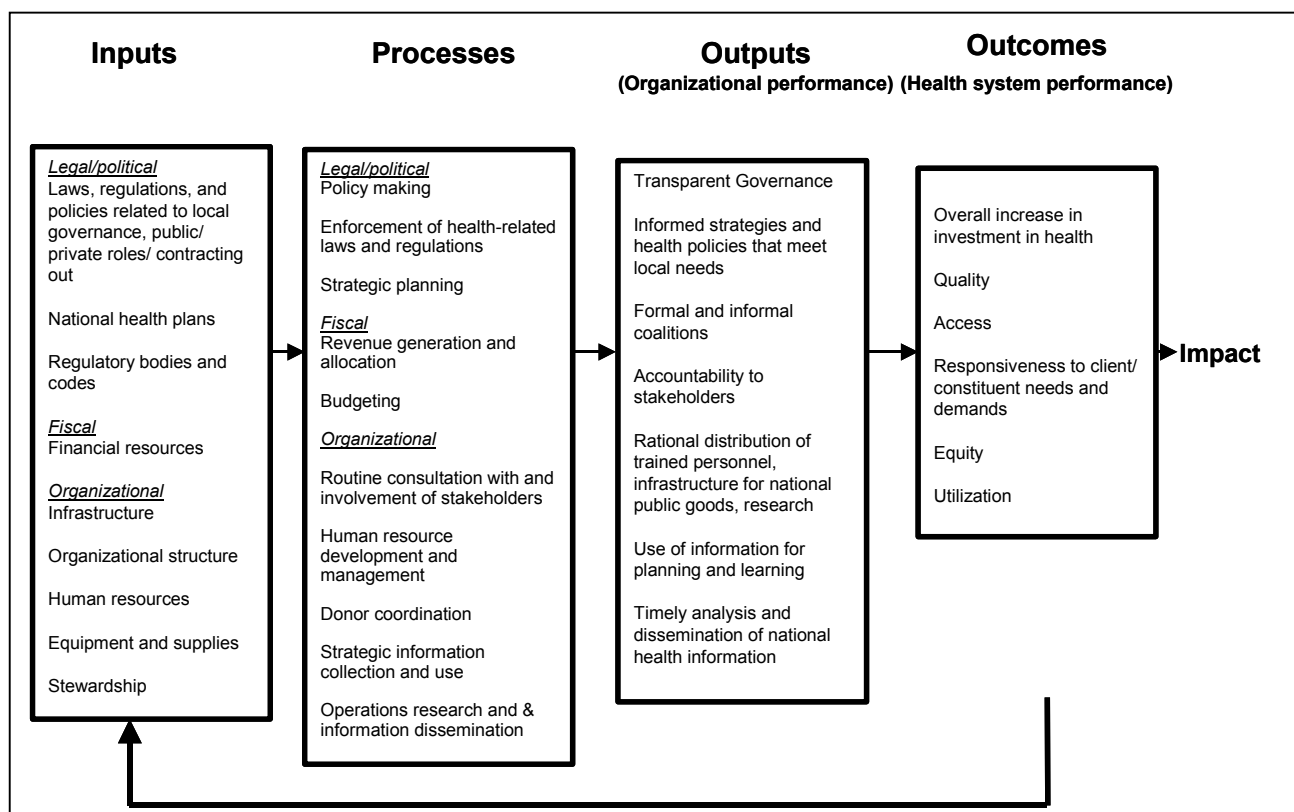 Inputs
Processes
Outputs
(Organizational performance)
Outcomes
(Health system performance)
Legal/political
Laws, regulations, and
policies related to local
governance, public/
private roles/ contracting
out
National health plans
Regulatory bodies and
codes
Fiscal
Financial resources
Organizational
Infrastructure
Organizational structure
Human resources
Equipment and supplies
Stewardship
Legal/political
Policy making
Enforcement of health-related
laws and regulations
Strategic planning
Fiscal
Revenue generation and
allocation
Budgeting
Organizational
Routine consultation with and
involvement of stakeholders
Human resource
development and
management
Donor coordination
Strategic information
collection and use
Operations research and &
information dissemination
Transparent Governance
Informed strategies and
health policies that meet
local needs
Formal and informal
coalitions
Accountability to
stakeholders
Rational distribution of
trained personnel,
infrastructure for national
public goods, research
Use of information for
planning and learning
Timely analysis and
dissemination of national
health information
Overall increase in
investment in health
Quality
Access
Responsiveness to client/
constituent needs and
demands
Equity
Utilization
Impact